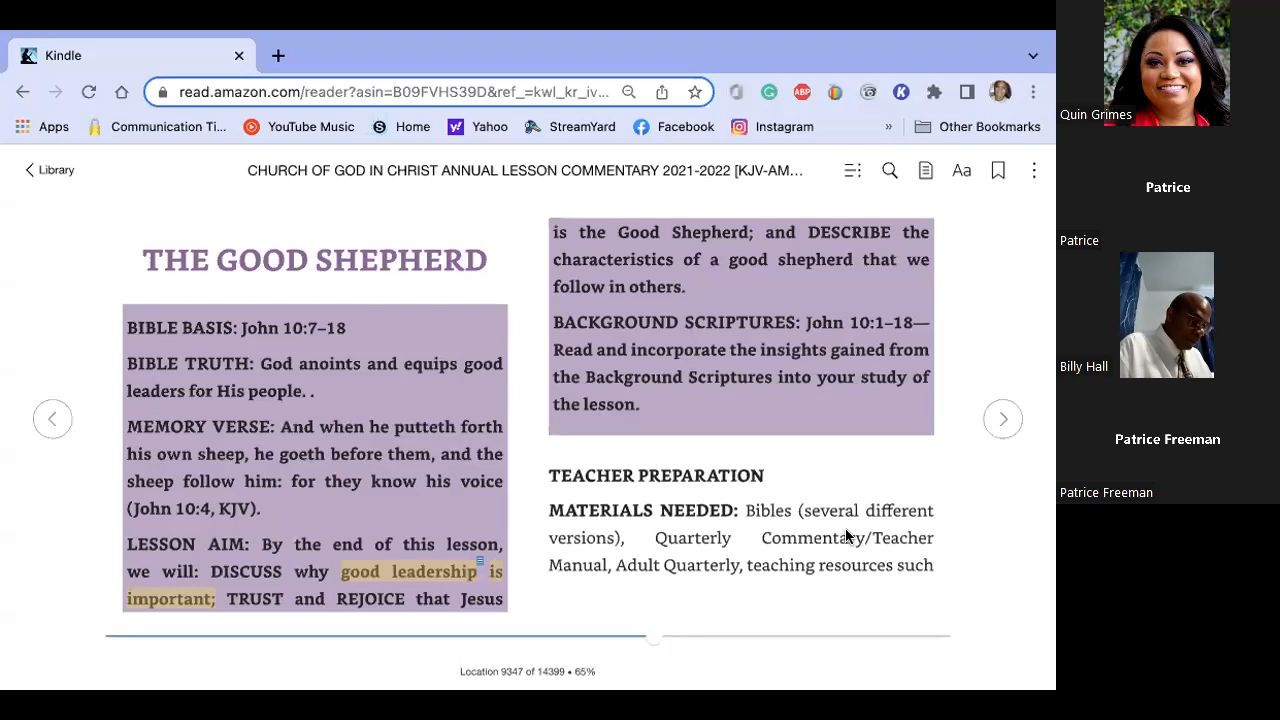 Kindle
read.amazon.com/reader?asin=B09FVHS39D&ref_=kwl_kr_iv...
Apps
Communication Ti...
YouTube Music
Home
Yahoo
StreamYard
Facebook
Instagram
»
Other Bookmarks
Library
CHURCH OF GOD IN CHRIST ANNUAL LESSON COMMENTARY 2021-2022 [KJV-AM...
Aa
THE GOOD SHEPHERD
BIBLE BASIS: John 10:7–18
BIBLE TRUTH: God anoints and equips good
leaders for His people. .
MEMORY VERSE: And when he putteth forth
his own sheep, he goeth before them, and the
sheep follow him: for they know his voice
(John 10:4, KJV).
LESSON AIM: By the end of this lesson,
we will: DISCUSS why good leadership is
important; TRUST and REJOICE that Jesus
is the Good Shepherd; and DESCRIBE the
characteristics of a good shepherd that we
follow in others.
BACKGROUND SCRIPTURES: John 10:1–18—
Read and incorporate the insights gained from
the Background Scriptures into your study of
the lesson.
TEACHER PREPARATION
MATERIALS NEEDED: Bibles (several different
versions), Quarterly Commentary/Teacher
Manual, Adult Quarterly, teaching resources such
Location 9347 of 14399 • 65%
Quin Grimes
Patrice
Patrice
Billy Hall
Patrice Freeman
Patrice Freeman
ABP
K